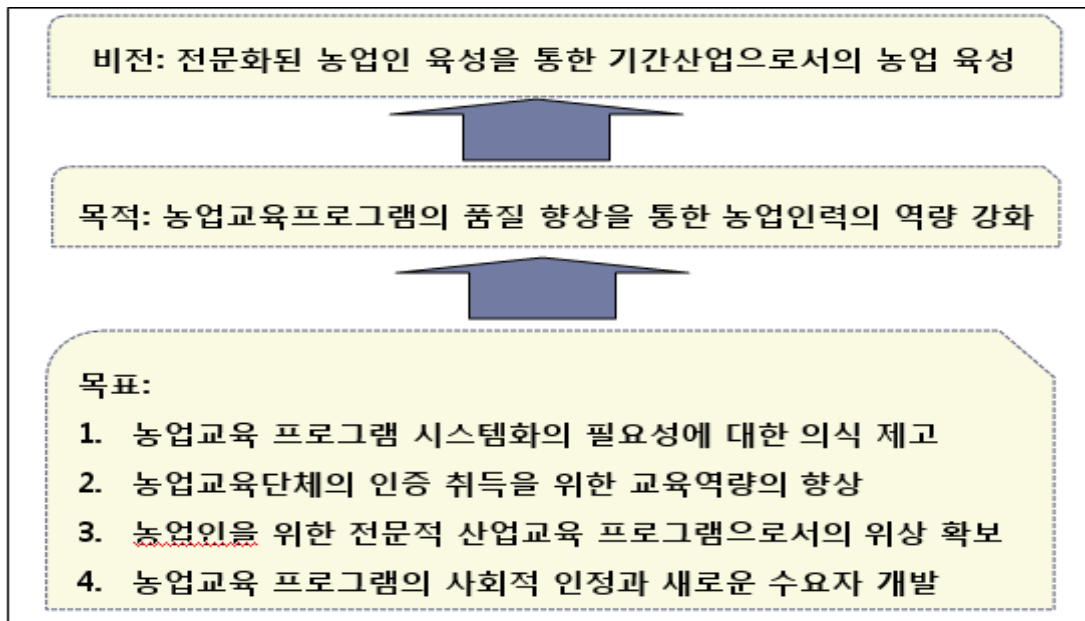 비전: 전문화된 농업인 육성을 통한 기간산업으로서의 농업 육성
목적: 농업교육프로그램의 품질 향상을 통한 농업인력의 역량 강화
목표:
1. 농업교육 프로그램 시스템화의 필요성에 대한 의식 제고
2. 농업교육단체의 인증 취득을 위한 교육역량의 향상
3. 농업인을 위한 전문적 산업교육 프로그램으로서의 위상 확보
4. 농업교육 프로그램의 사회적 인정과 새로운 수요자 개발